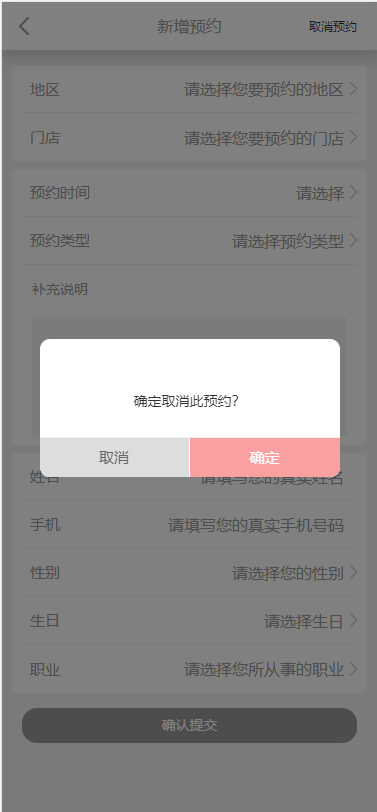 新增预约
取消预约
地区
请选择您要预约的地区
门店
请选择您要预约的门店
预约时间
请选择
预约类型
请选择预约类型
补充说明
确定取消此预约?
取消
确定
姓名
请填写您的真实姓名
手机
请填写您的真实手机号码
性别
请选择您的性别
生日
请选择生日
职业
请选择您所从事的职业
确认提交